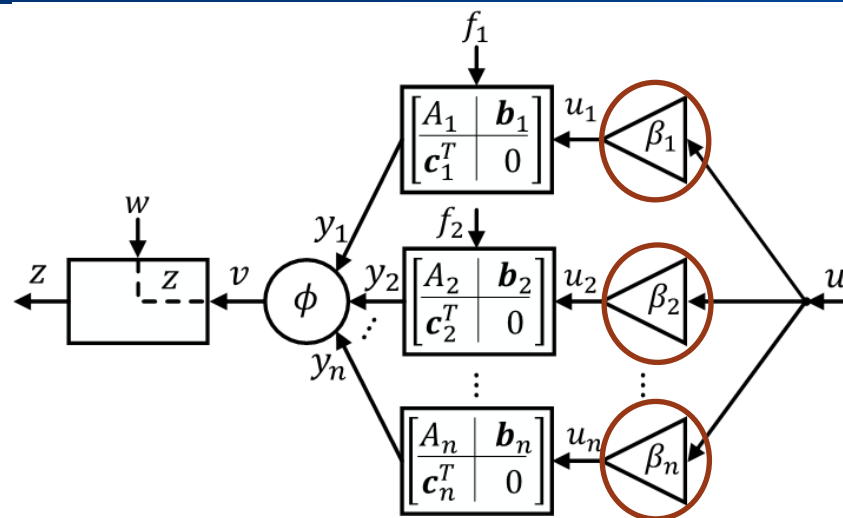 f₁
[A₁ | b₁]
[c₁ᵀ | 0]
u₁
β₁
w
y₁
f₂
z
z
v
ϕ
y₂
[A₂ | b₂]
[c₂ᵀ | 0]
u₂
β₂
u
⋰
yₙ
⋮
⋮
[Aₙ | bₙ]
[cₙᵀ | 0]
uₙ
βₙ